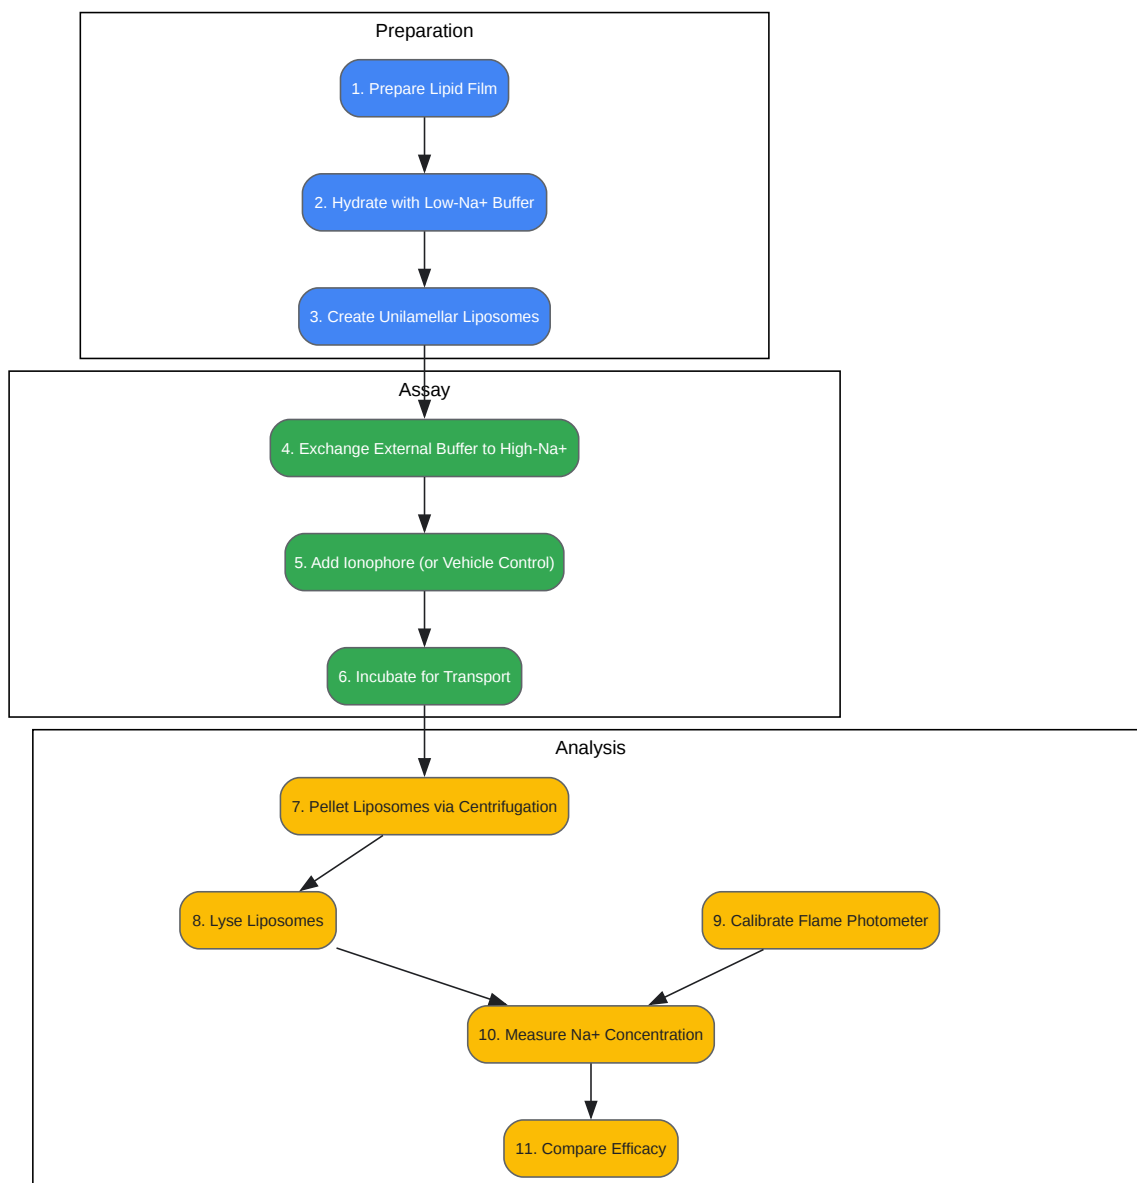 Preparation
1. Prepare Lipid Film
2. Hydrate with Low-Na+ Buffer
3. Create Unilamellar Liposomes
Assay
4. Exchange External Buffer to High-Na+
5. Add Ionophore (or Vehicle Control)
6. Incubate for Transport
Analysis
7. Pellet Liposomes via Centrifugation
8. Lyse Liposomes
9. Calibrate Flame Photometer
10. Measure Na+ Concentration
11. Compare Efficacy